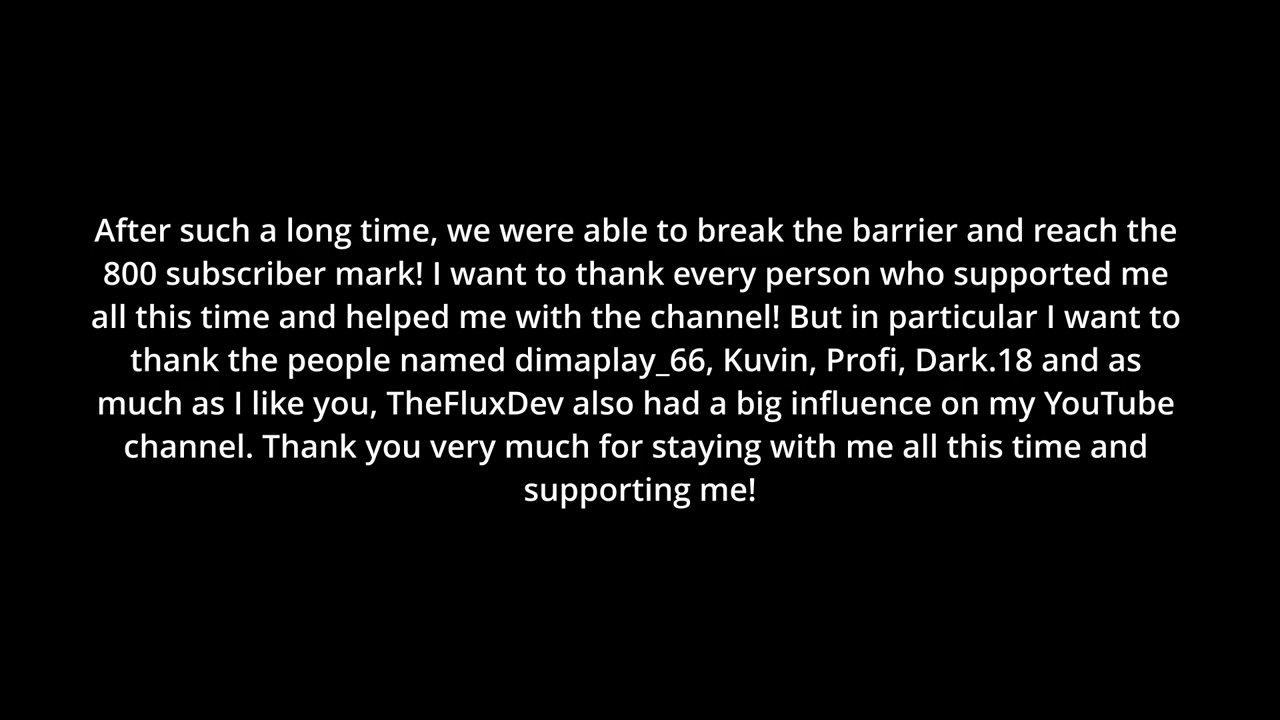 After such a long time, we were able to break the barrier and reach the
800 subscriber mark! I want to thank every person who supported me
all this time and helped me with the channel! But in particular I want to
thank the people named dimaplay_66, Kuvin, Profi, Dark.18 and as
much as I like you, TheFluxDev also had a big influence on my YouTube
channel. Thank you very much for staying with me all this time and
supporting me!